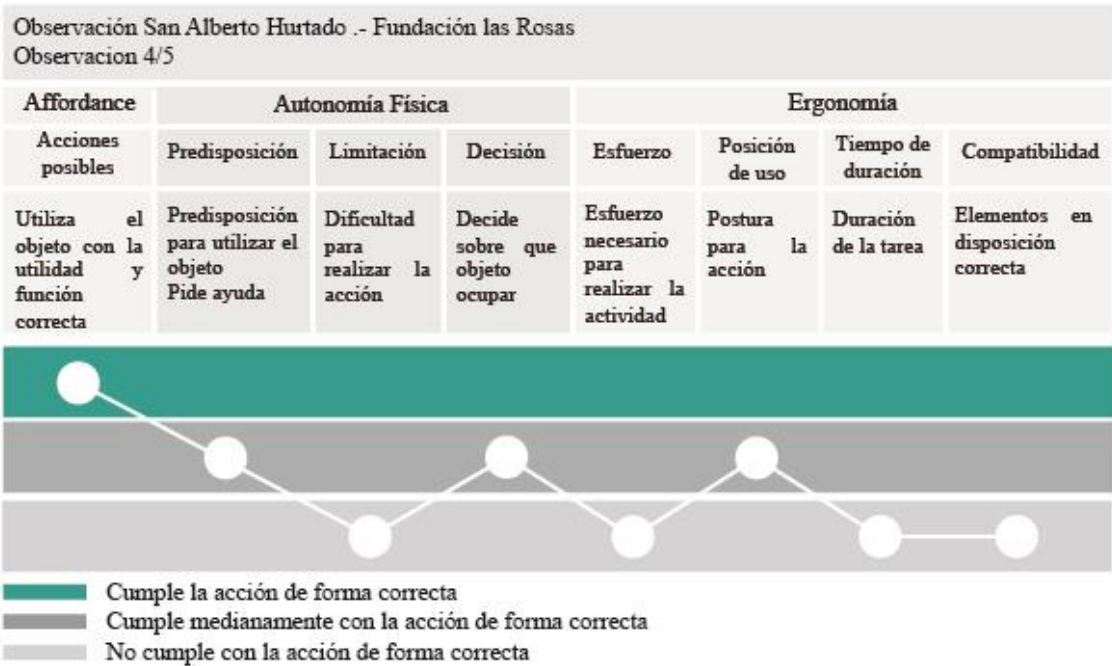 Observación San Alberto Hurtado .- Fundación las Rosas
Observacion 4/5
Affordance
Autonomía Física
Ergonomía
Acciones
posibles
Predisposición
Limitación
Decisión
Esfuerzo
Posición
de uso
Tiempo de
duración
Compatibilidad
Utiliza el
objeto con la
utilidad y
función
correcta
Predisposición
para utilizar el
objeto
Pide ayuda
Dificultad
para
realizar la
acción
Decide
sobre que
objeto
ocupar
Esfuerzo
necesario
para
realizar la
actividad
Postura
para la
acción
Duración
de la tarea
Elementos en
disposición
correcta
Cumple la acción de forma correcta
Cumple medianamente con la acción de forma correcta
No cumple con la acción de forma correcta